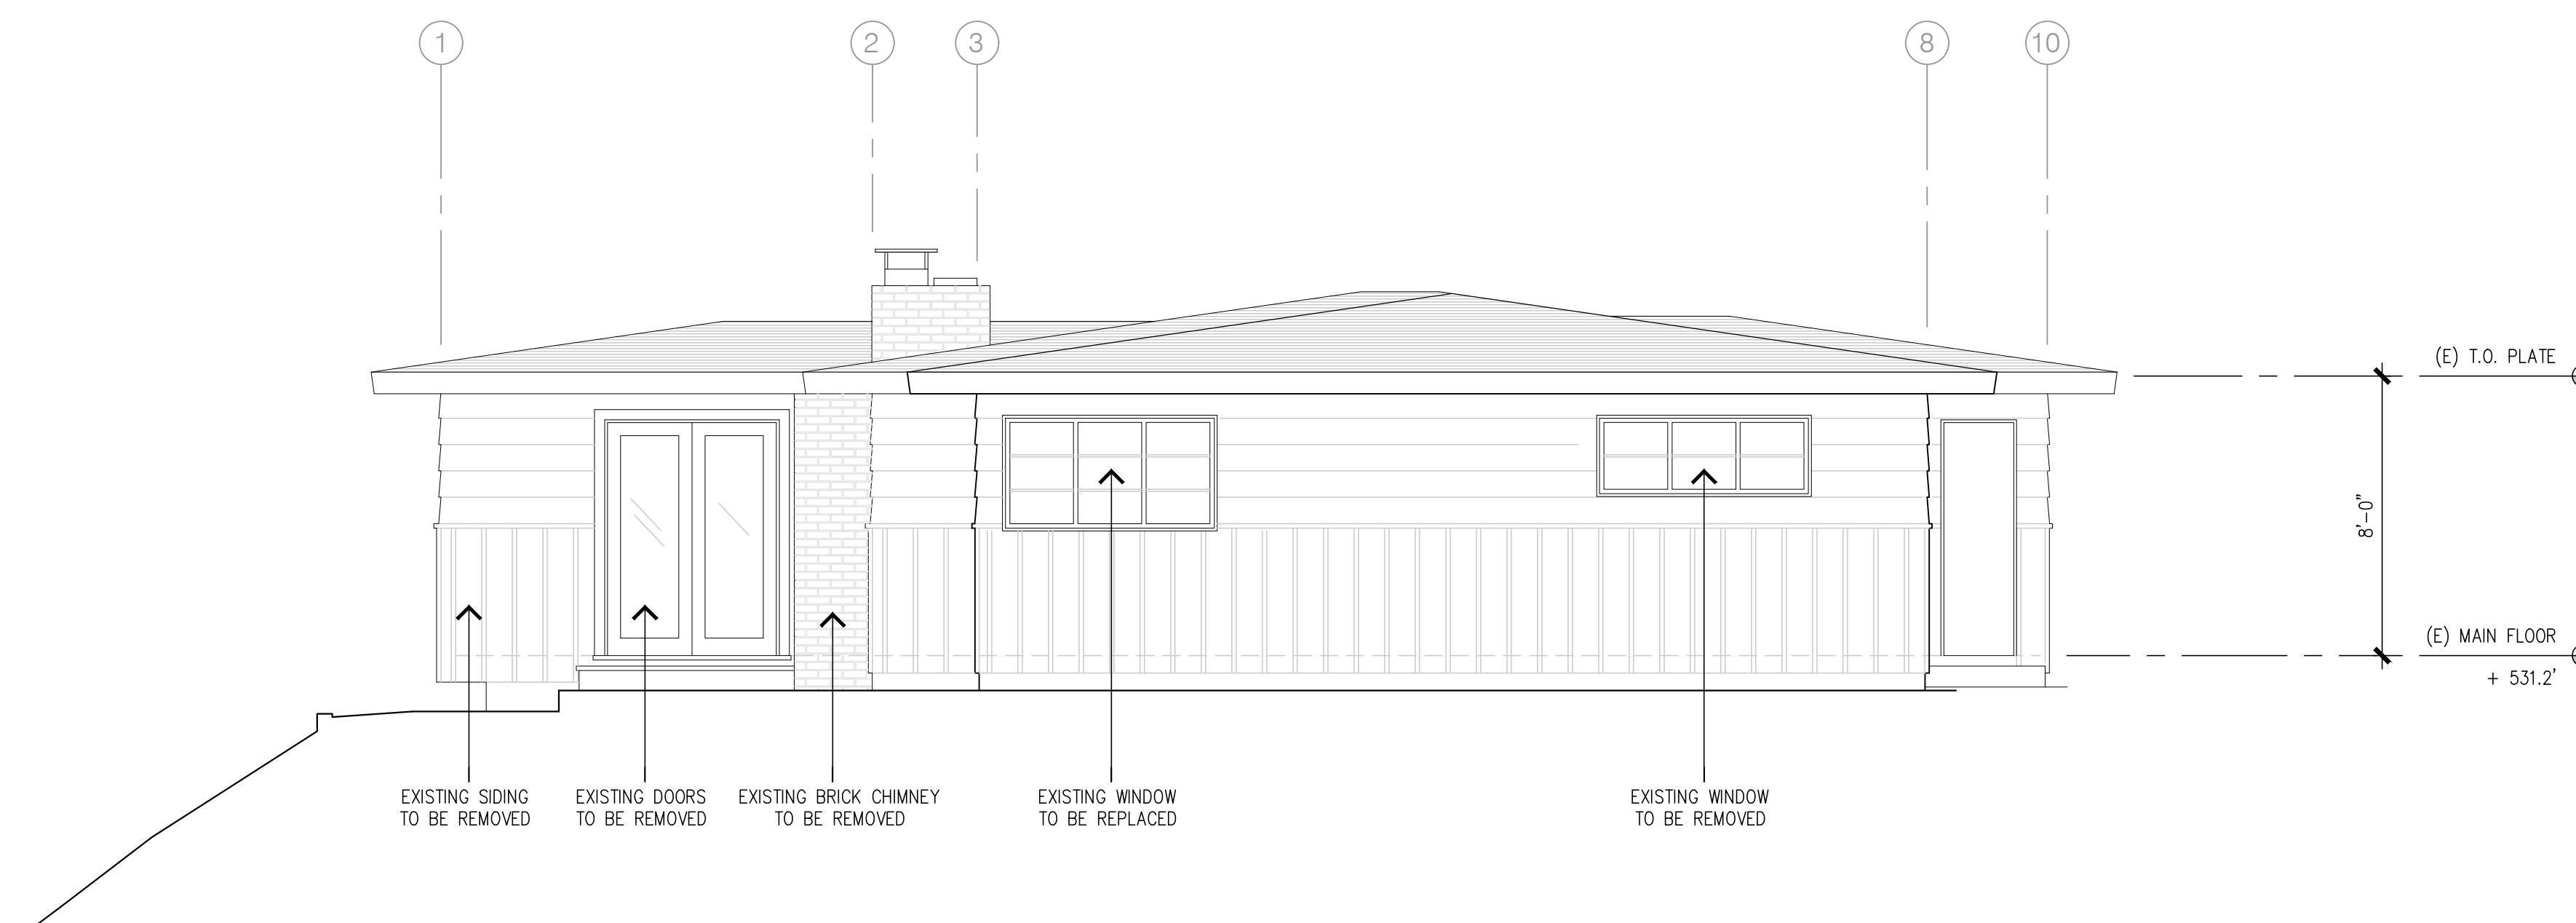 1
2
3
8
10
(E) T.O. PLATE
8'-0"
(E) MAIN FLOOR
+ 531.2'
EXISTING SIDING
TO BE REMOVED
EXISTING DOORS
TO BE REMOVED
EXISTING BRICK CHIMNEY
TO BE REMOVED
EXISTING WINDOW
TO BE REPLACED
EXISTING WINDOW
TO BE REMOVED